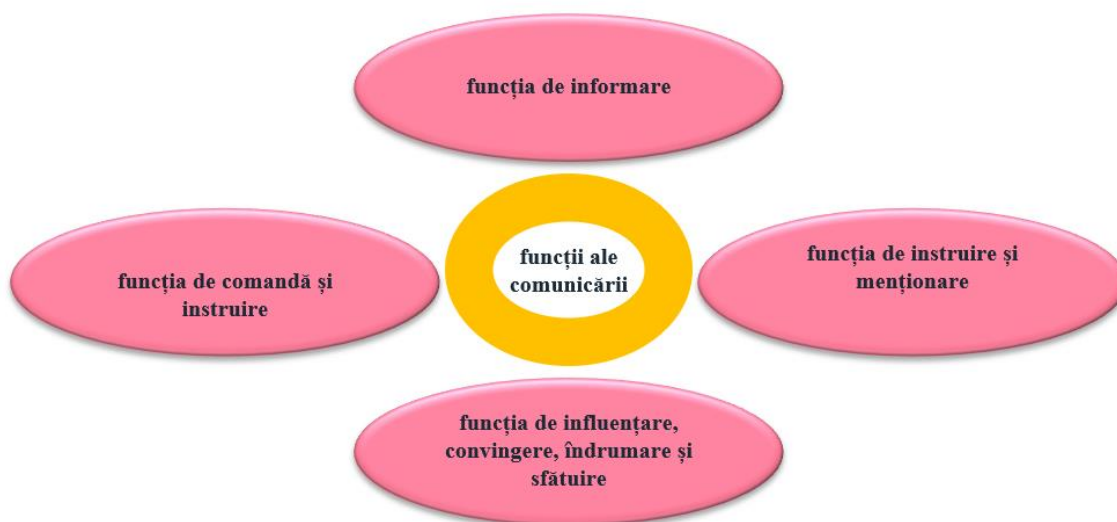 funcția de informare
funcții ale
comunicării
funcția de comandă și
instruire
funcția de instruire și
menționare
funcția de influențare,
convingere, îndrumare și
sfătuire